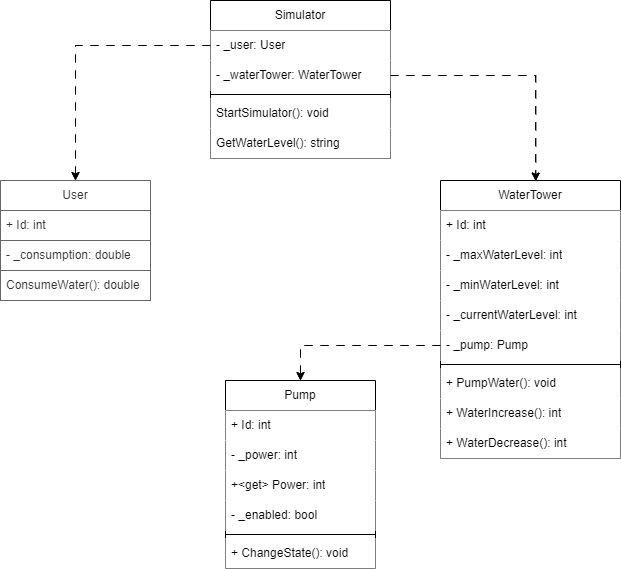 Simulator
- _user: User
- _waterTower: WaterTower
StartSimulator(): void
GetWaterLevel(): string
User
+ Id: int
- _consumption: double
ConsumeWater(): double
WaterTower
+ Id: int
- _maxWaterLevel: int
- _minWaterLevel: int
- _currentWaterLevel: int
- _pump: Pump
+ PumpWater(): void
+ WaterIncrease(): int
+ WaterDecrease(): int
Pump
+ Id: int
- _power: int
+<get> Power: int
- _enabled: bool
+ ChangeState(): void